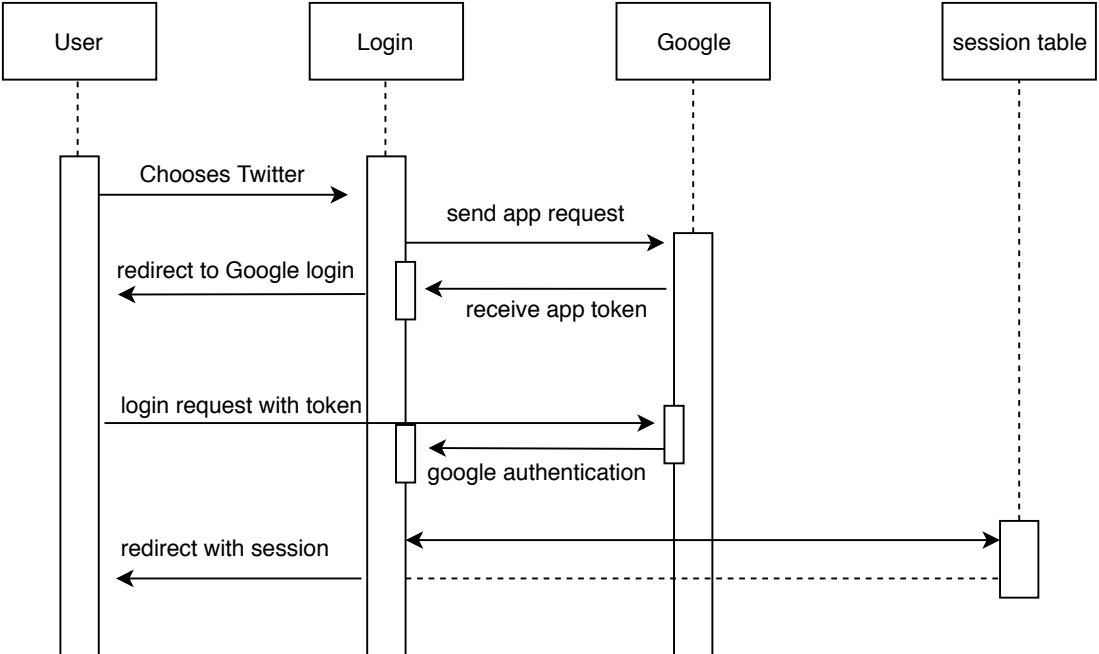 User
Login
Google
session table
Chooses Twitter
send app request
redirect to Google login
receive app token
login request with token
google authentication
redirect with session